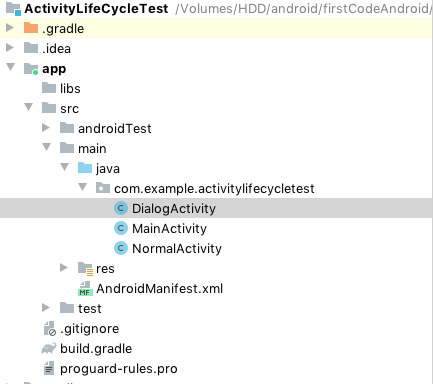 ActivityLifeCycleTest /Volumes/HDD/android/firstCodeAndroid/
.gradle
.idea
app
libs
src
androidTest
main
java
com.example.activitylifecycletest
C DialogActivity
C MainActivity
C NormalActivity
res
MF AndroidManifest.xml
test
.gitignore
build.gradle
proguard-rules.pro